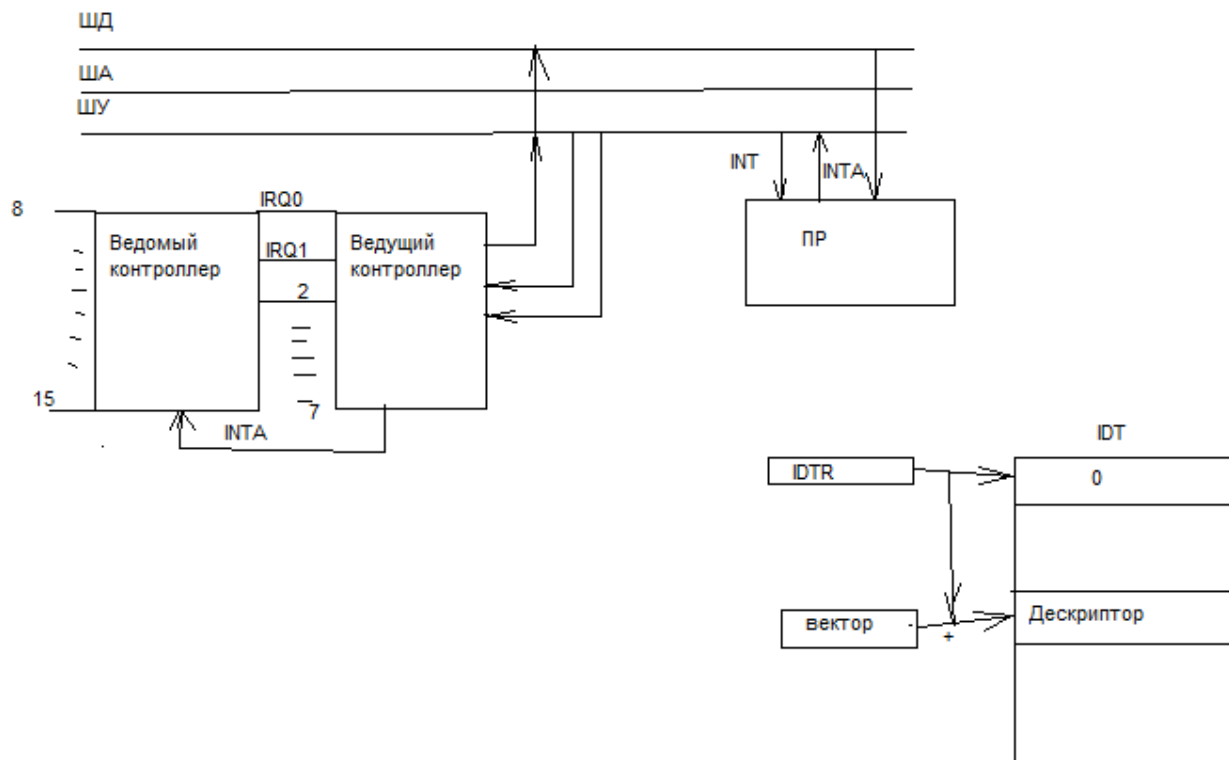 ШД
ША
ШУ
INT
INTA
8
IRQ0
Ведомый
контроллер
IRQ1
Ведущий
контроллер
ПР
2
15
7
INTA
IDT
IDTR
0
вектор
+
Дескриптор